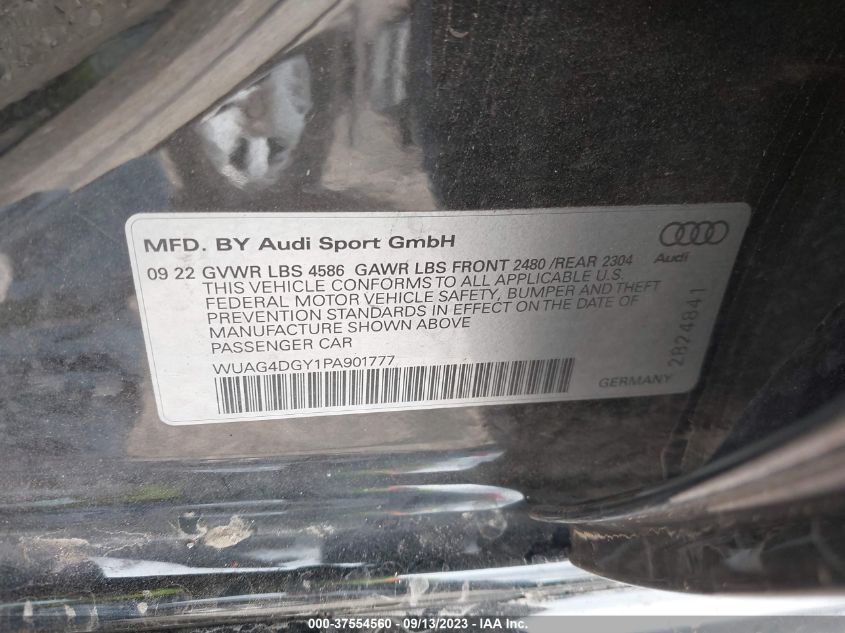 MFD. BY Audi Sport GmbH
Audi
09 22 GVWR LBS 4586 GAWR LBS FRONT 2480 /REAR 2304
THIS VEHICLE CONFORMS TO ALL APPLICABLE U.S.
FEDERAL MOTOR VEHICLE SAFETY, BUMPER AND THEFT
PREVENTION STANDARDS IN EFFECT ON THE DATE OF
MANUFACTURE SHOWN ABOVE
PASSENGER CAR
WUAG4DGY1PA901777
GERMANY
2824841
000-37554560 - 09/13/2023 - IAA Inc.